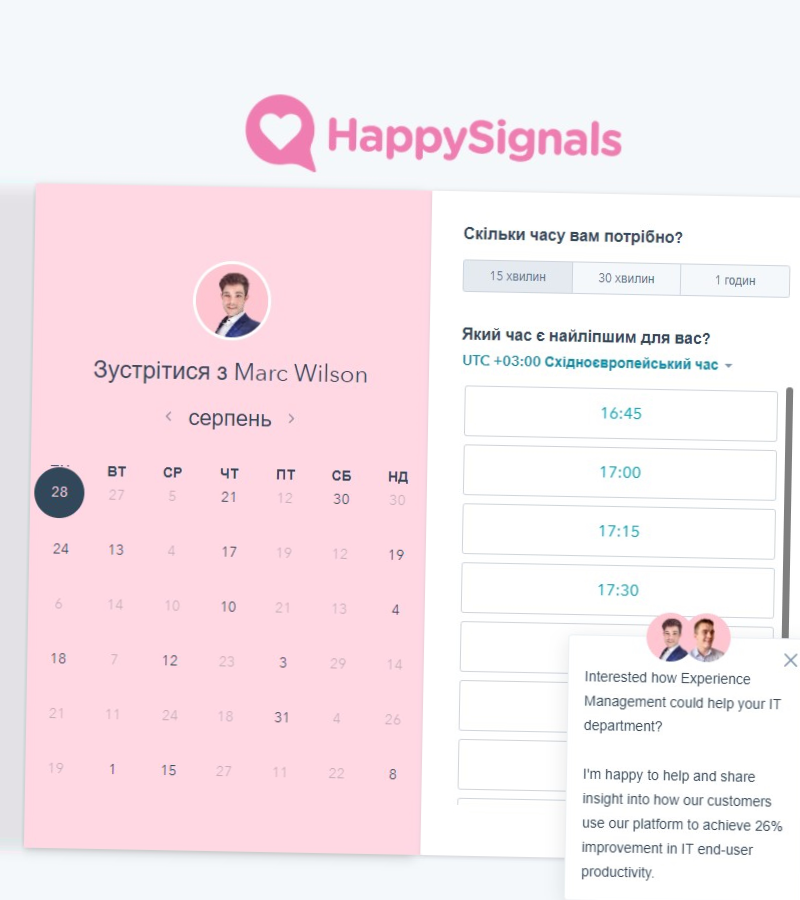 HappySignals
Зустрітися з Marc Wilson
серпень
ВТ СР ЧТ ПТ СБ НД
28 27 5 21 12 30 30
24 13 4 17 19 12 19
6 14 10 10 21 13 4
18 7 12 23 3 29 14
21 11 24 18 31 4 26
19 1 15 27 11 22 8
Скільки часу вам потрібно?
15 хвилин 30 хвилин 1 годин
Який час є найліпшим для вас?
UTC +03:00 Східноєвропейський час
16:45
17:00
17:15
17:30
Interested how Experience
Management could help your IT
department?
I'm happy to help and share
insight into how our customers
use our platform to achieve 26%
improvement in IT end-user
productivity.